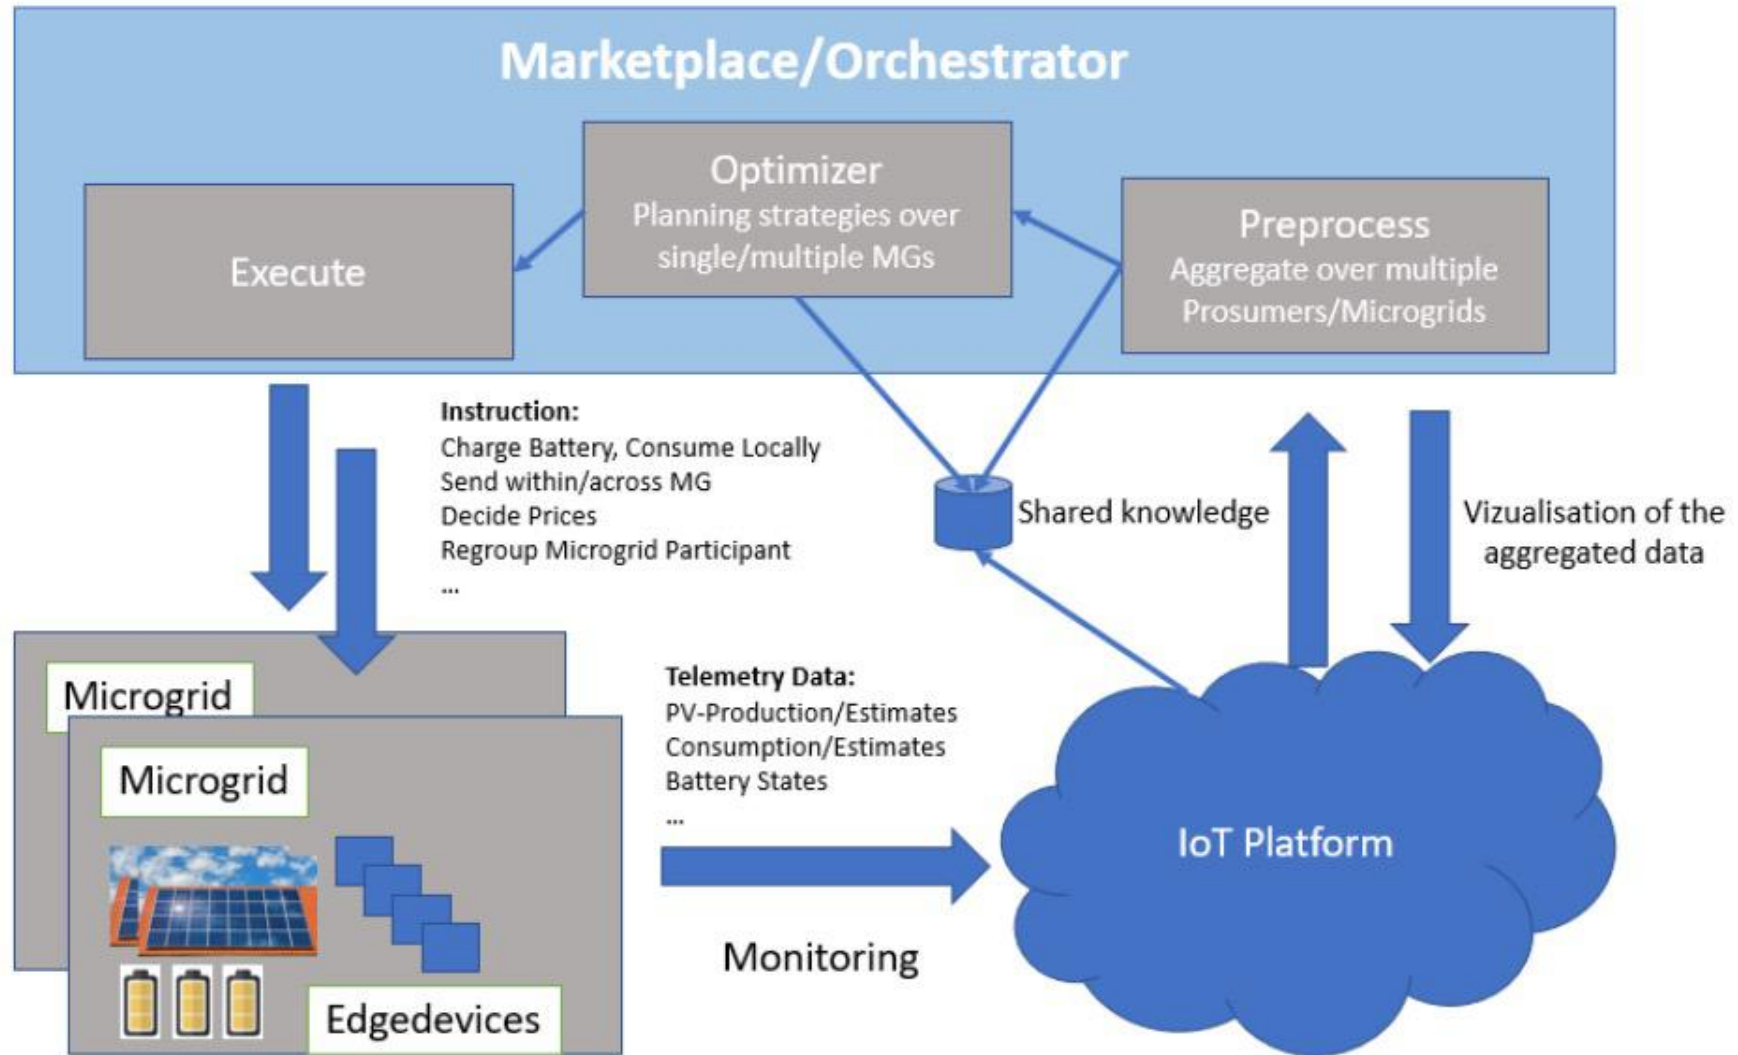 Marketplace/Orchestrator
Optimizer
Planning strategies over
single/multiple MGs
Preprocess
Aggregate over multiple
Prosumers/Microgrids
Execute
Instruction:
Charge Battery, Consume Locally
Send within/across MG
Decide Prices
Regroup Microgrid Participant
...
Shared knowledge
Vizualisation of the
aggregated data
Microgrid
Microgrid
Edgedevices
Telemetry Data:
PV-Production/Estimates
Consumption/Estimates
Battery States
...
Monitoring
IoT Platform